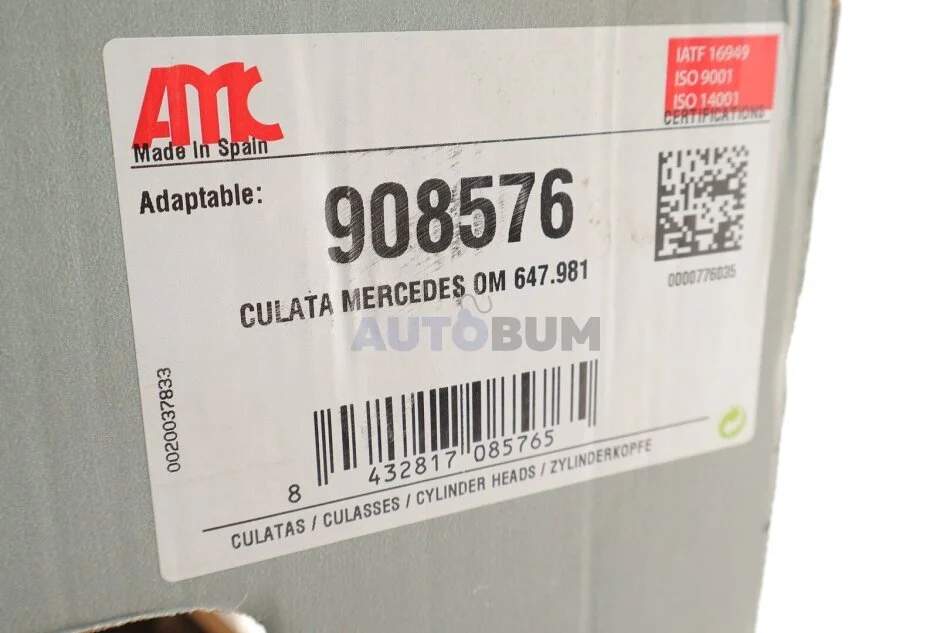 AMC
Made In Spain
IATF 16949
ISO 9001
ISO 14001
CERTIFICATIONS
Adaptable:
908576
0000776035
CULATA MERCEDES OM 647.981
AUTOBUM
0020037833
8 432817 085765
CULATAS / CULASSES / CYLINDER HEADS / ZYLINDERKOPFE